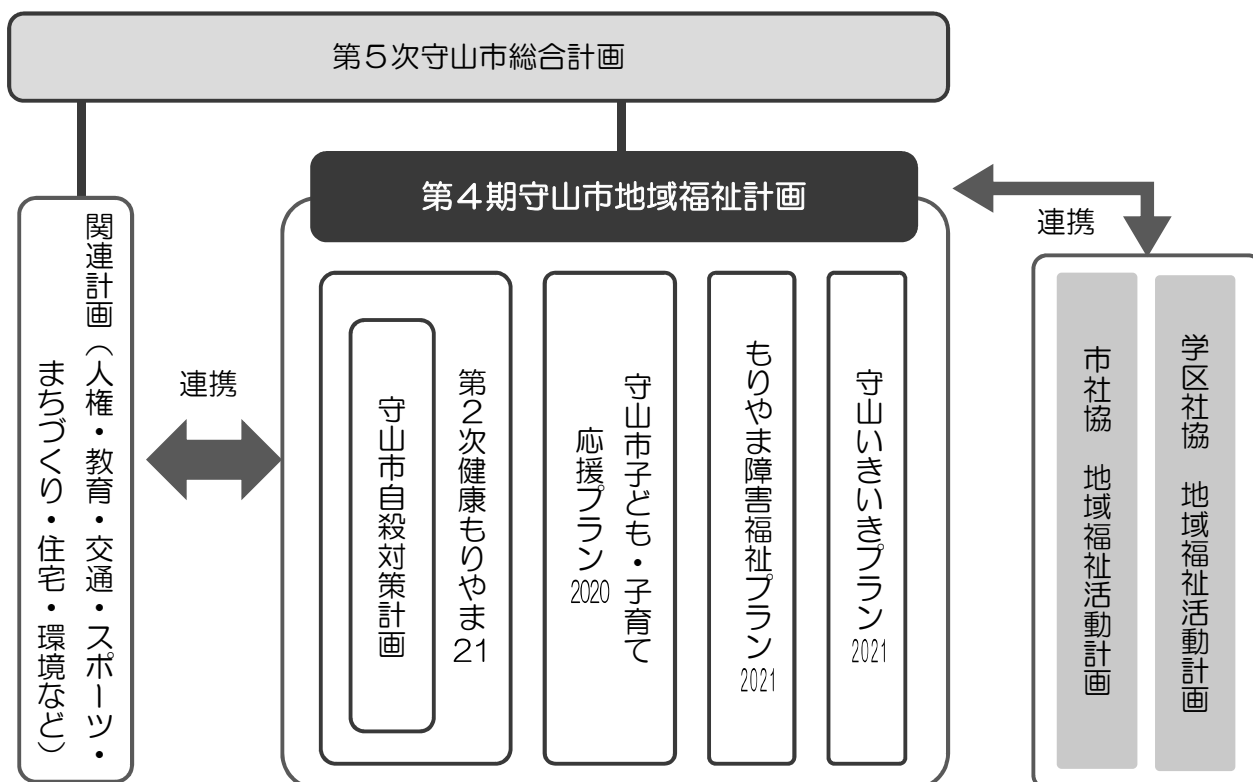 第５次守山市総合計画
第４期守山市地域福祉計画
連携
学区社協　地域福祉活動計画
市社協　地域福祉活動計画
守山いきいきプラン2021
もりやま障害福祉プラン2021
守山市子ども・子育て
応援プラン2020
第２次健康もりやま21
守山市自殺対策計画
連携
関連計画（人権・教育・交通・スポーツ・
まちづくり・住宅・環境など）